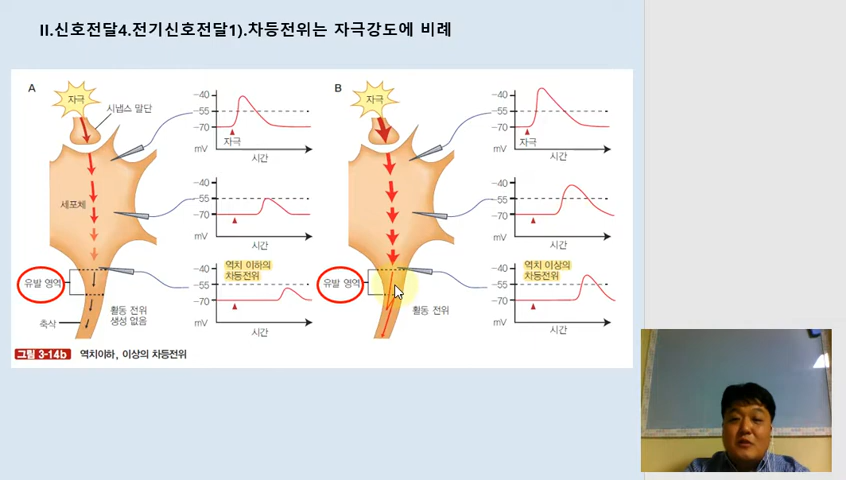 II.신호전달4.전기신호전달1).차등전위는 자극강도에 비례
A
자극
시냅스 말단
세포체
유발 영역
축삭
활동 전위
생성 없음
-40
-55
-70
mV
자극
시간
-40
-55
-70
mV
시간
역치 이하의
차등전위
-40
-55
-70
mV
시간
B
자극
유발 영역
활동 전위
-40
-55
-70
mV
자극
시간
-40
-55
-70
mV
시간
역치 이상의
차등전위
-40
-55
-70
mV
시간
그림 3-14b 역치이하, 이상의 차등전위